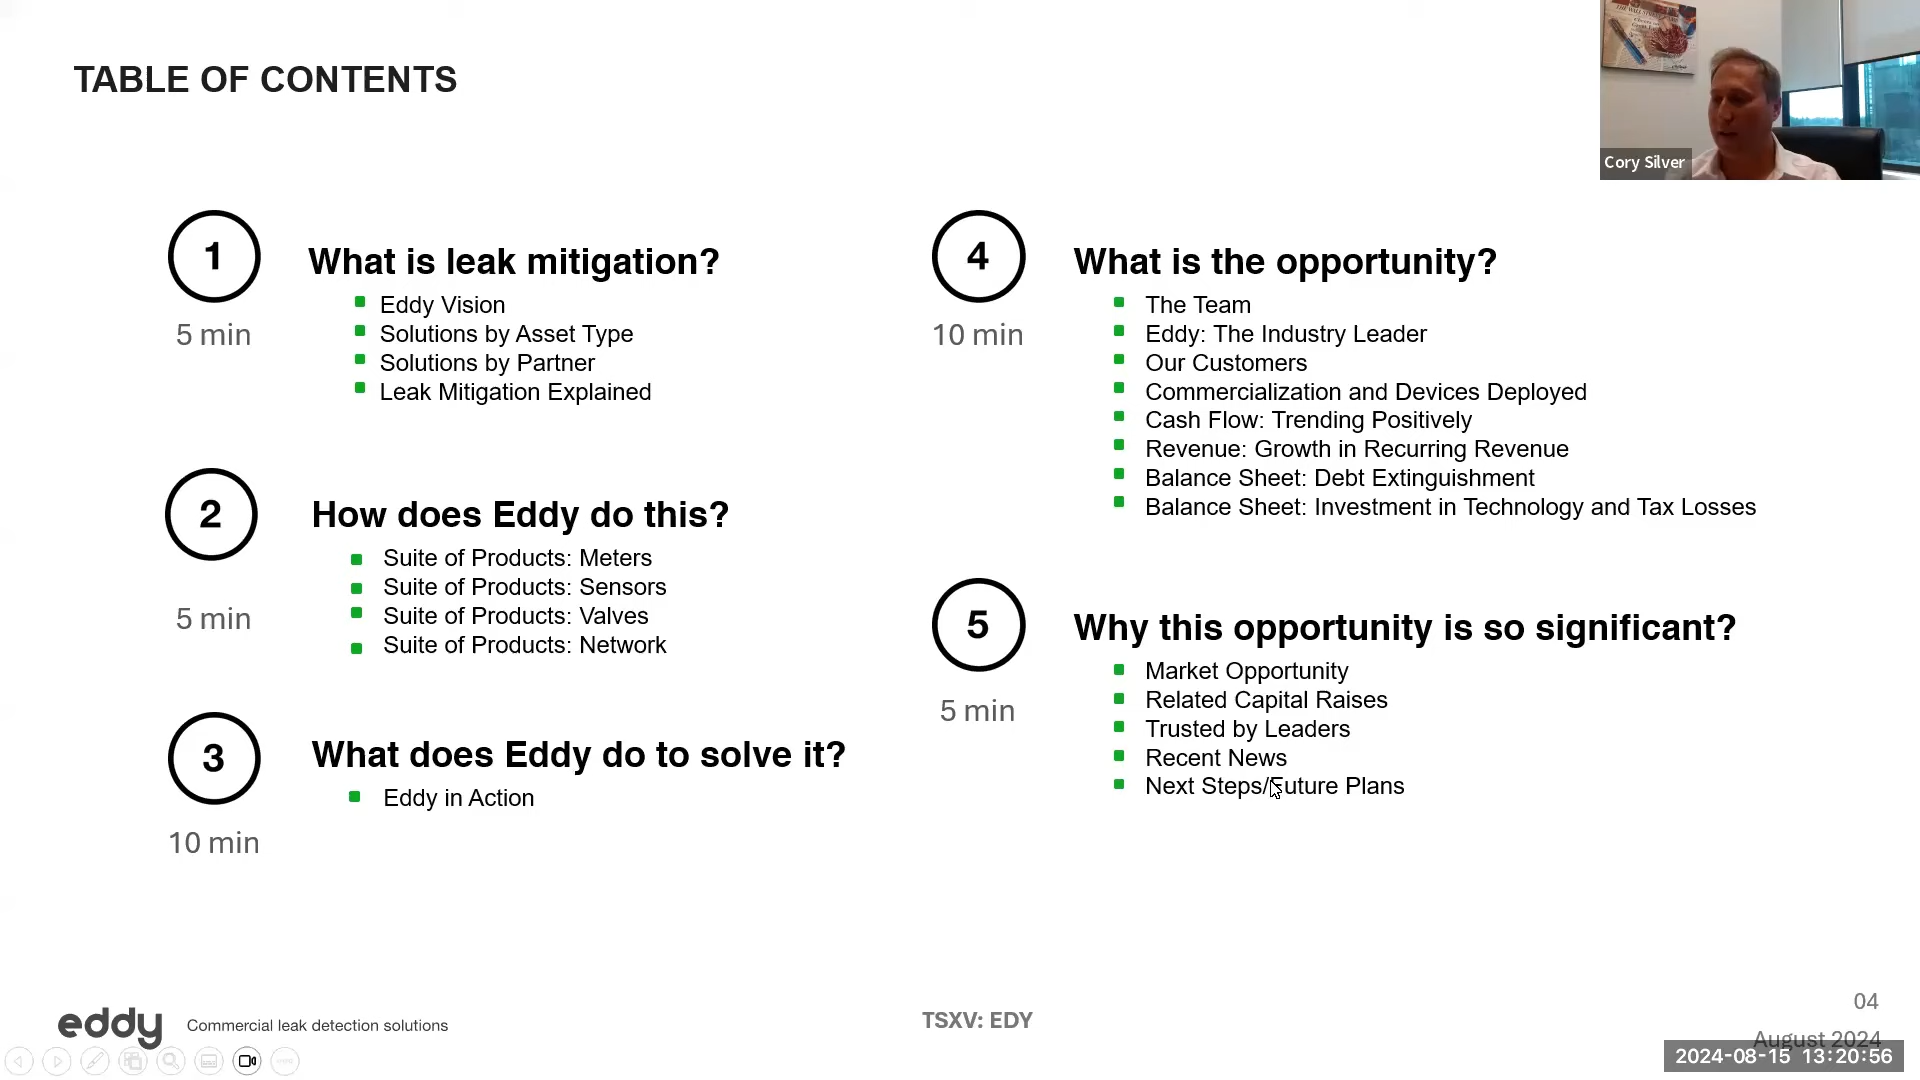 TABLE OF CONTENTS
Cory Silver
1
5 min
What is leak mitigation?
Eddy Vision
Solutions by Asset Type
Solutions by Partner
Leak Mitigation Explained
2
5 min
How does Eddy do this?
Suite of Products: Meters
Suite of Products: Sensors
Suite of Products: Valves
Suite of Products: Network
3
10 min
What does Eddy do to solve it?
Eddy in Action
4
10 min
What is the opportunity?
The Team
Eddy: The Industry Leader
Our Customers
Commercialization and Devices Deployed
Cash Flow: Trending Positively
Revenue: Growth in Recurring Revenue
Balance Sheet: Debt Extinguishment
Balance Sheet: Investment in Technology and Tax Losses
5
5 min
Why this opportunity is so significant?
Market Opportunity
Related Capital Raises
Trusted by Leaders
Recent News
Next Steps/Future Plans
eddy
Commercial leak detection solutions
TSXV: EDY
04
August 2024
2024-08-15 13:20:56